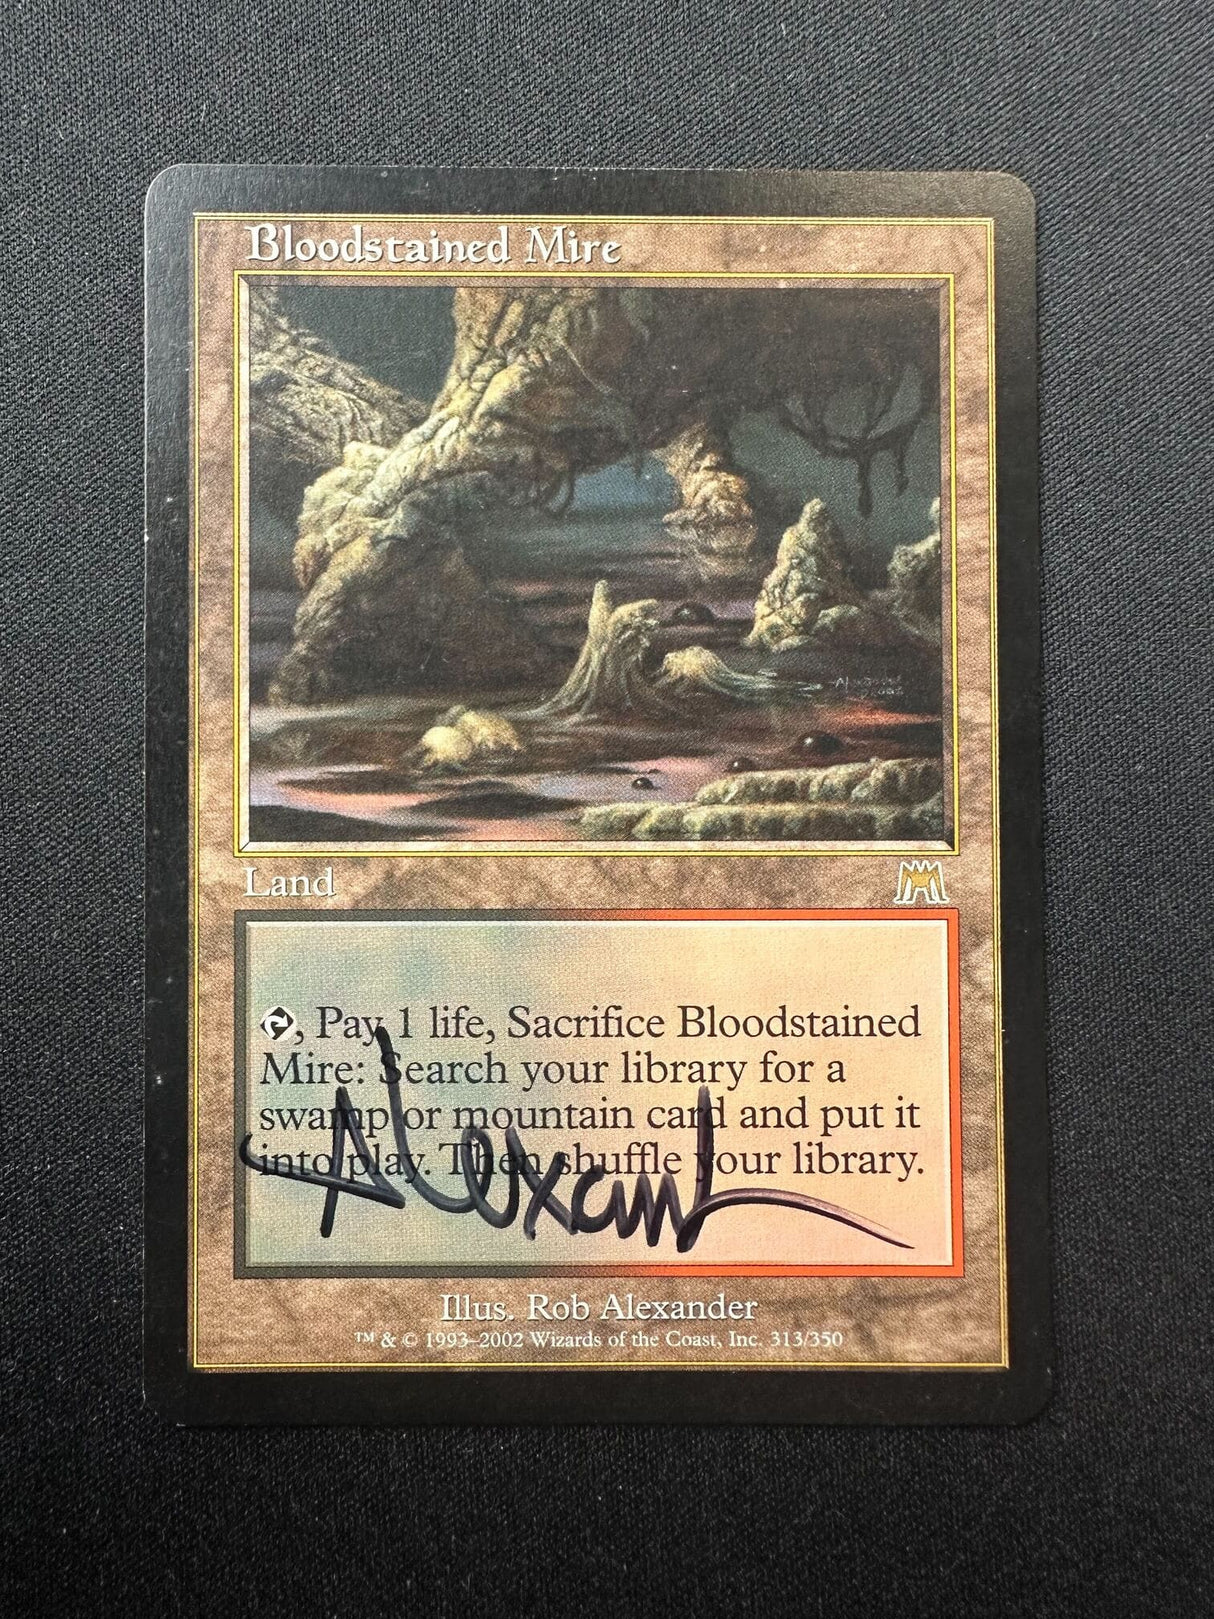 Bloodstained Mire
Alexander
2002
Land
, Pay 1 life, Sacrifice Bloodstained
Mire: Search your library for a
swamp or mountain card and put it
into play. Then shuffle your library.
Alexand
Illus. Rob Alexander
™ & © 1993–2002 Wizards of the Coast, Inc. 313/350